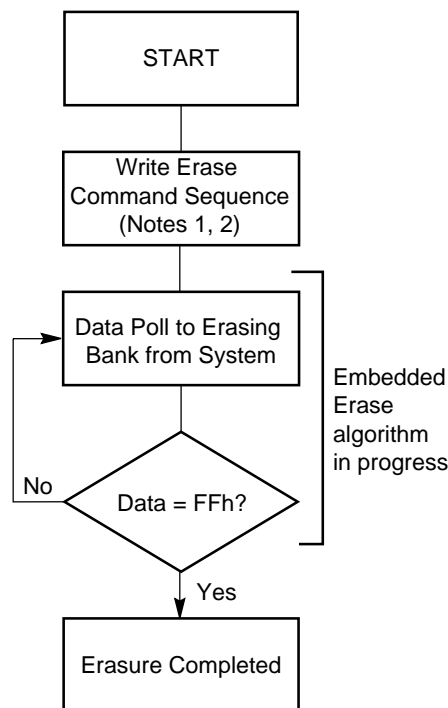 START
Write Erase
Command Sequence
(Notes 1, 2)
Data Poll to Erasing
Bank from System
Embedded
Erase
algorithm
in progress
No
Data = FFh?
Yes
Erasure Completed